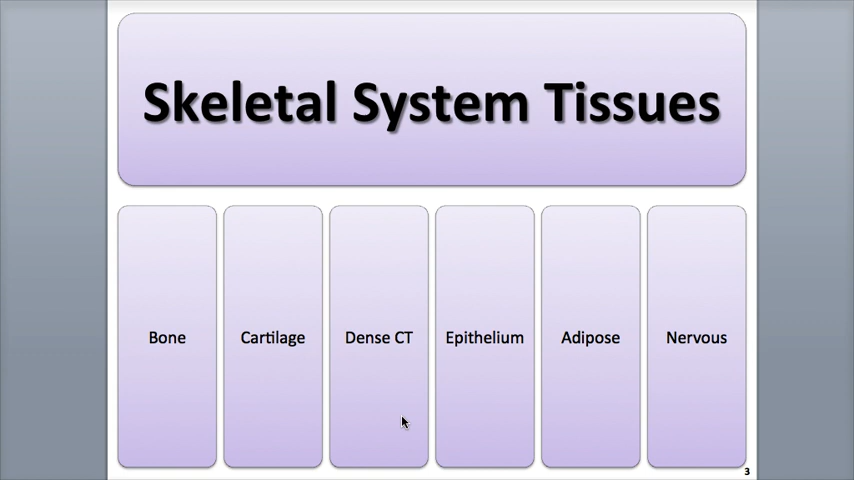 Skeletal System Tissues
Bone
Cartilage
Dense CT
Epithelium
Adipose
Nervous
3